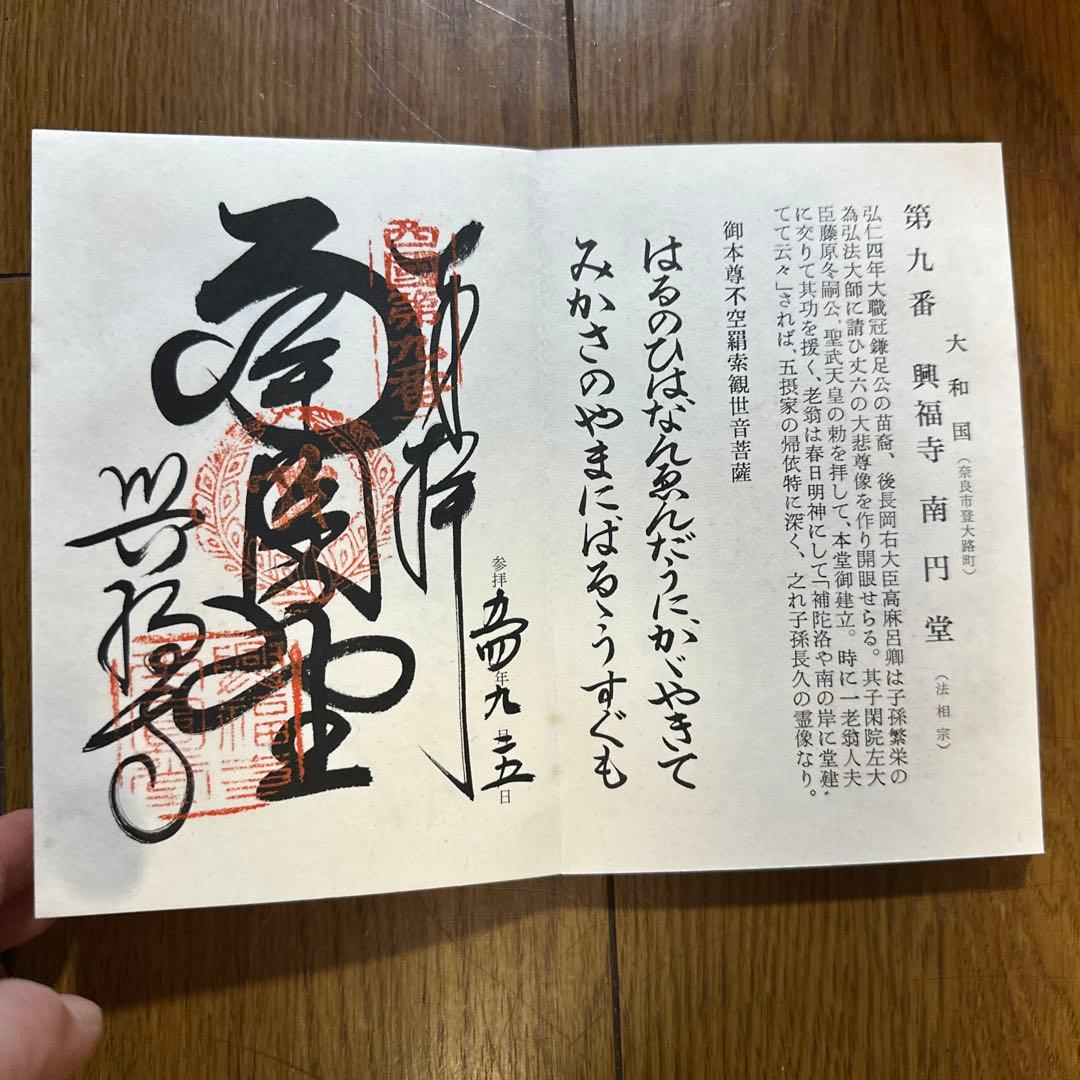 大和国（奈良市登大路町）
第九番 興福寺 南円堂（法相宗）
弘仁四年大職冠鎌足公の苗裔、後長岡右大臣高麻呂卿は子孫繁栄の
為弘法大師に請ひ丈六の大悲尊像を作り開眼せらる。其子閑院左大
臣藤原冬嗣公、聖武天皇の勅を拝して、本堂御建立。時に一老翁人夫
に交りて其功を援く、老翁は春日明神にして「補陀洛や南の岸に堂建
てて云々」されば、五摂家の帰依特に深く、之れ子孫長久の霊像なり。
御本尊不空羂索観世音菩薩
はるのひは、なんゑんだうに、かゞやきて
みかさのやまにはるゝうすぐも
奉拝
西国第九番
参拝 五四年九月二五日
南圓堂
興福寺